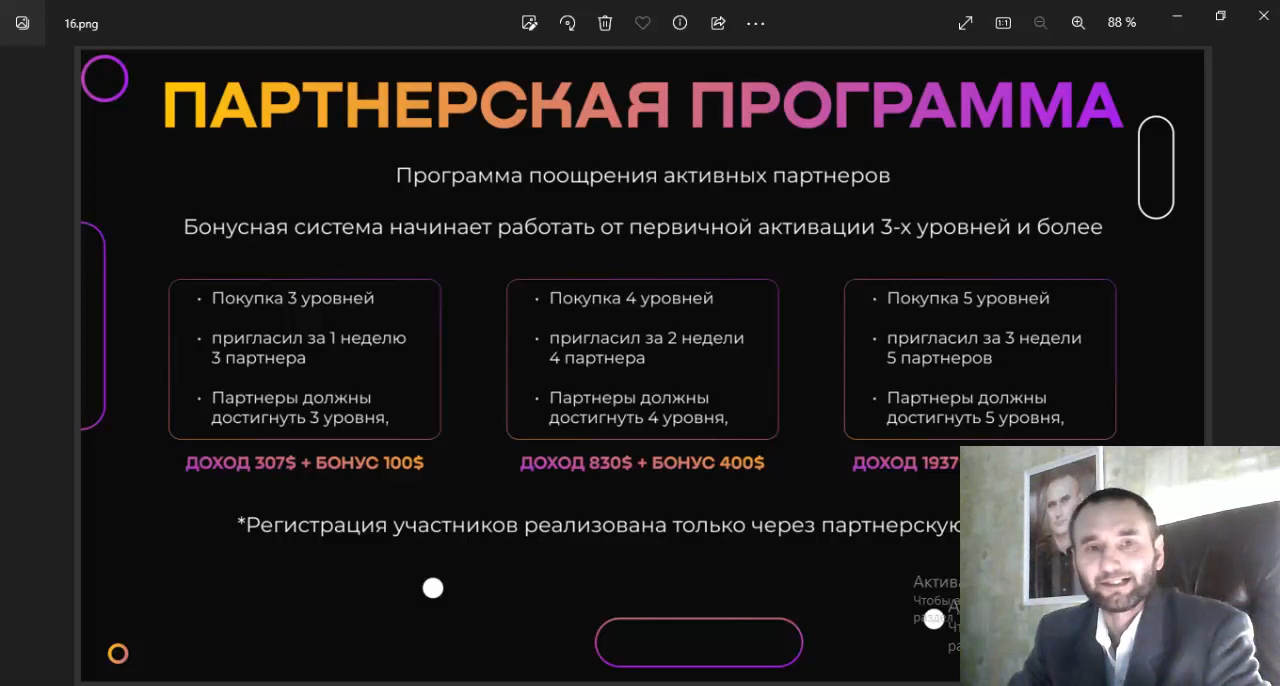 16.png
88 %
ПАРТНЕРСКАЯ ПРОГРАММА
Программа поощрения активных партнеров
Бонусная система начинает работать от первичной активации 3-х уровней и более
• Покупка 3 уровней
• пригласил за 1 неделю
3 партнера
• Партнеры должны
достигнуть 3 уровня,
ДОХОД 307$ + БОНУС 100$
• Покупка 4 уровней
• пригласил за 2 недели
4 партнера
• Партнеры должны
достигнуть 4 уровня,
ДОХОД 830$ + БОНУС 400$
• Покупка 5 уровней
• пригласил за 3 недели
5 партнеров
• Партнеры должны
достигнуть 5 уровня,
ДОХОД 1937
*Регистрация участников реализована только через партнерскую